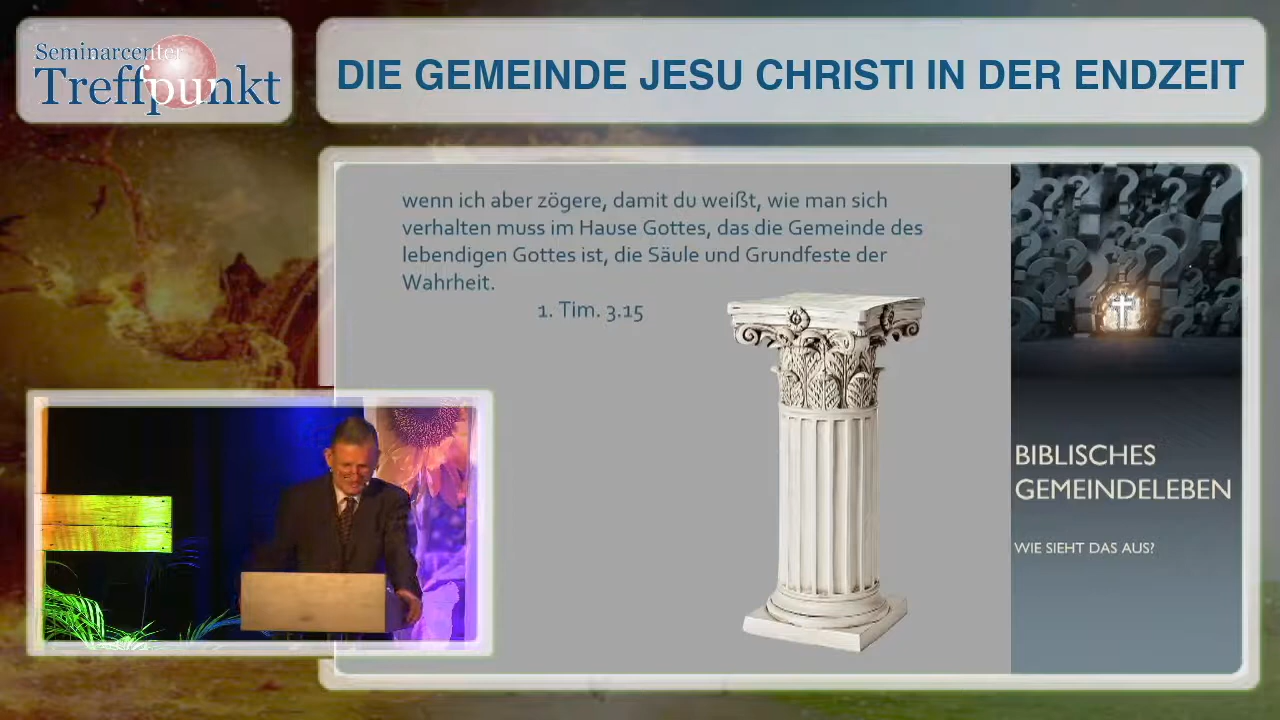 Seminarcenter
Treffpunkt
DIE GEMEINDE JESU CHRISTI IN DER ENDZEIT
wenn ich aber zögere, damit du weißt, wie man sich
verhalten muss im Hause Gottes, das die Gemeinde des
lebendigen Gottes ist, die Säule und Grundfeste der
Wahrheit.
1. Tim. 3.15
BIBLISCHES
GEMEINDELEBEN
WIE SIEHT DAS AUS?